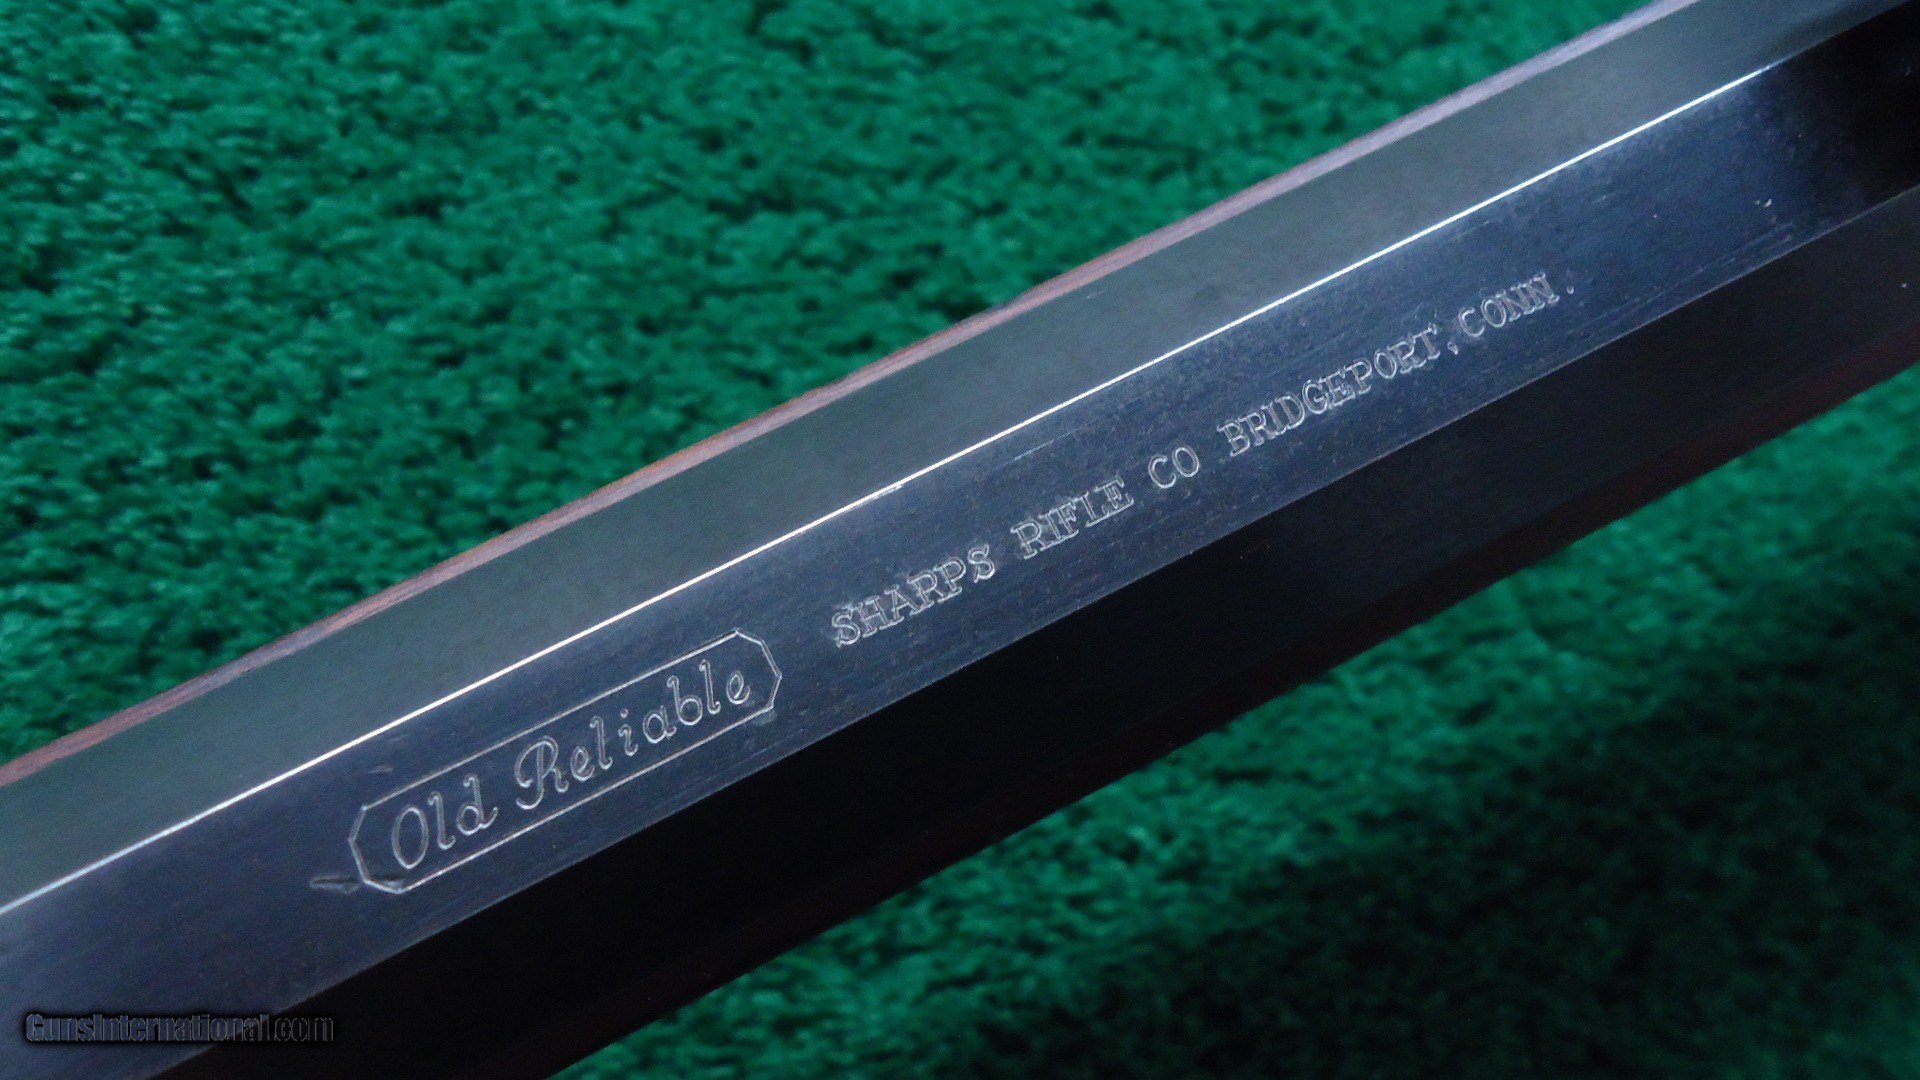 Old Reliable SHARPS RIFLE CO BRIDGEPORT, CONN.
GunsInternational.com